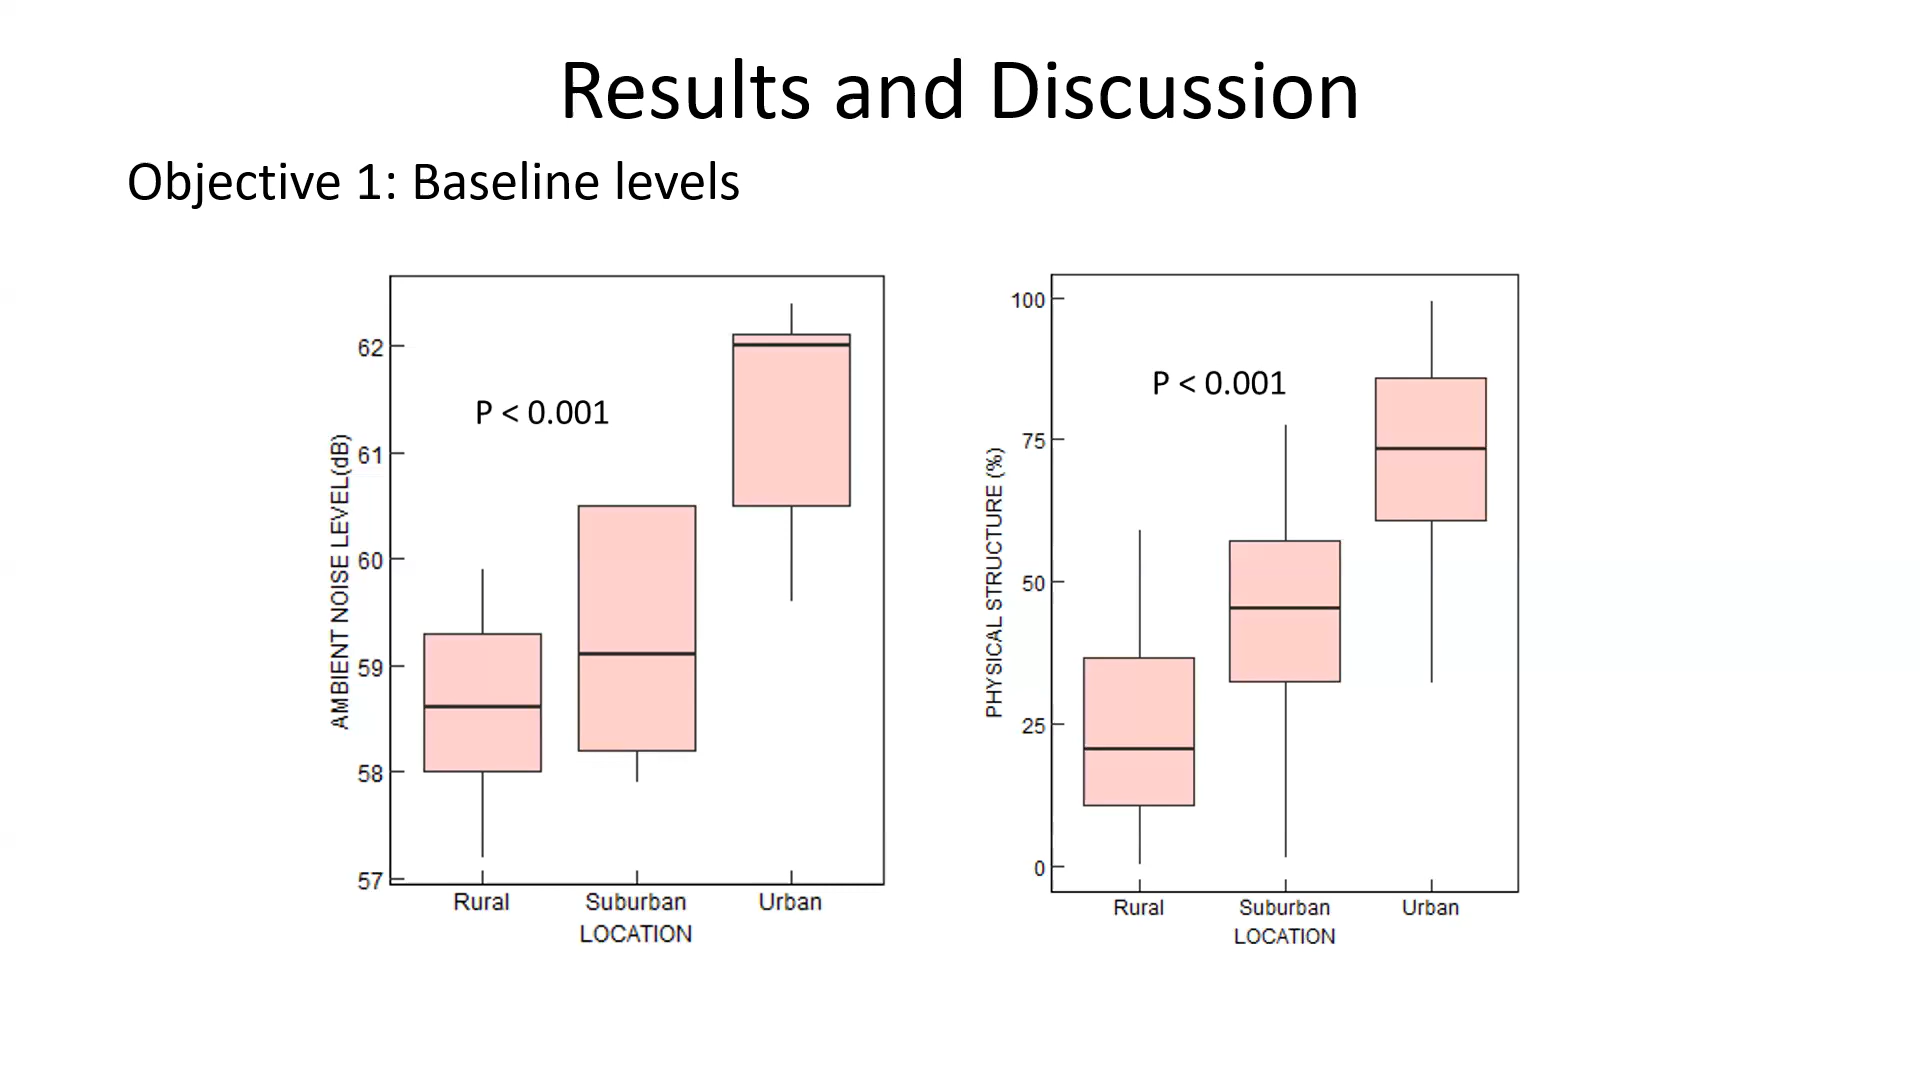 Results and Discussion
Objective 1: Baseline levels
AMBIENT NOISE LEVEL(dB)
62
61
60
59
58
57
P < 0.001
Rural Suburban Urban
LOCATION
PHYSICAL STRUCTURE (%)
100
75
50
25
0
P < 0.001
Rural Suburban Urban
LOCATION